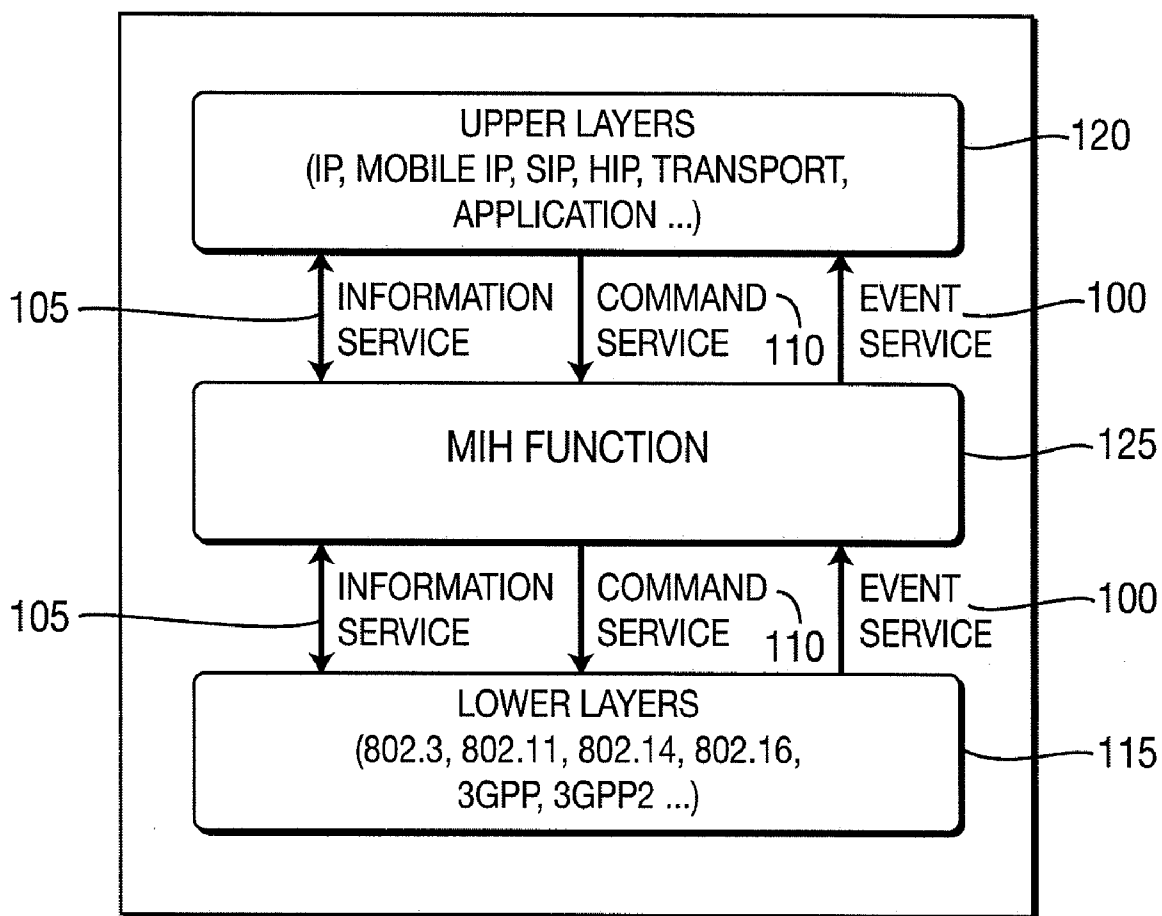 UPPER LAYERS
(IP, MOBILE IP, SIP, HIP, TRANSPORT,
APPLICATION ...)
120
105
INFORMATION
SERVICE
COMMAND
SERVICE
110
EVENT
SERVICE
100
MIH FUNCTION
125
105
INFORMATION
SERVICE
COMMAND
SERVICE
110
EVENT
SERVICE
100
LOWER LAYERS
(802.3, 802.11, 802.14, 802.16,
3GPP, 3GPP2 ...)
115